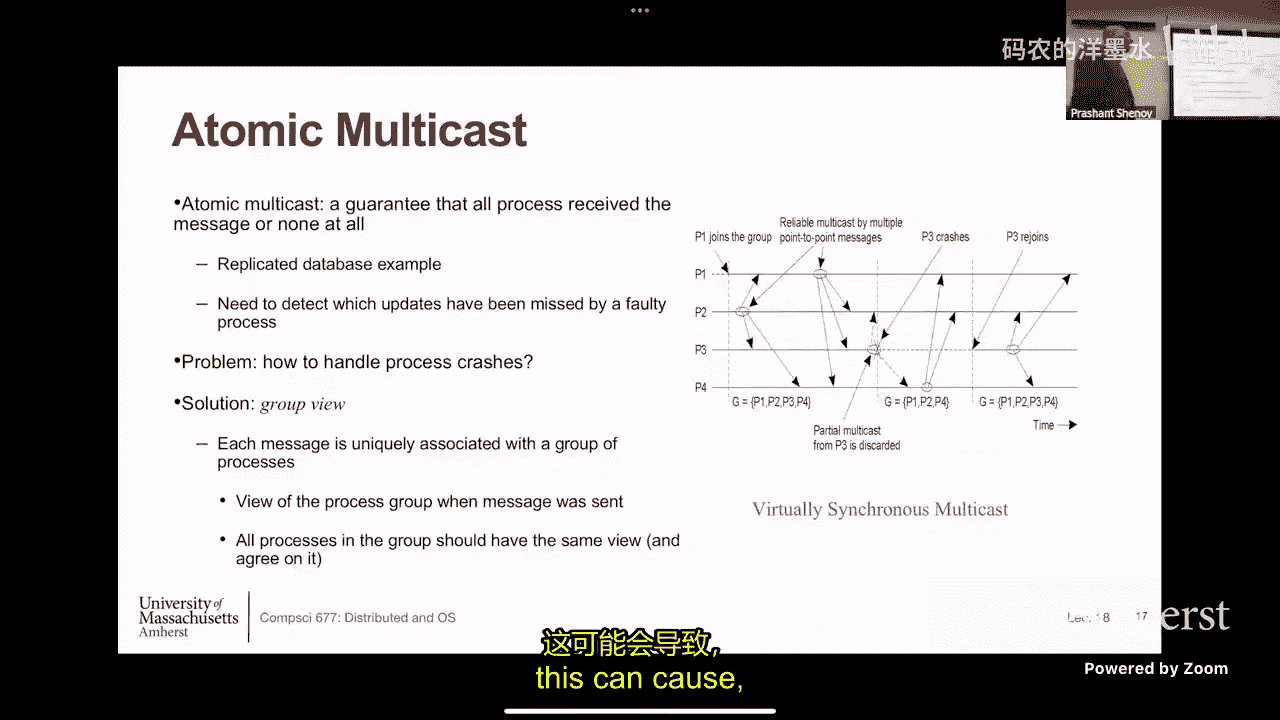 码农的洋墨水
Prashant Shenoy
Atomic Multicast
•Atomic multicast: a guarantee that all process received the
message or none at all
– Replicated database example
– Need to detect which updates have been missed by a faulty
process
•Problem: how to handle process crashes?
•Solution: group view
– Each message is uniquely associated with a group of
processes
• View of the process group when message was sent
• All processes in the group should have the same view (and
agree on it)
P1 joins the group
Reliable multicast by multiple
point-to-point messages
P3 crashes
P3 rejoins
P1
P2
P3
P4
G = {P1,P2,P3,P4}
G = {P1,P2,P4}
G = {P1,P2,P3,P4}
Partial multicast
from P3 is discarded
Time
Virtually Synchronous Multicast
University of
Massachusetts
Amherst
Compsci 677: Distributed and OS
Lec. 18
17
erst
这可能会导致，
this can cause,
Powered by Zoom